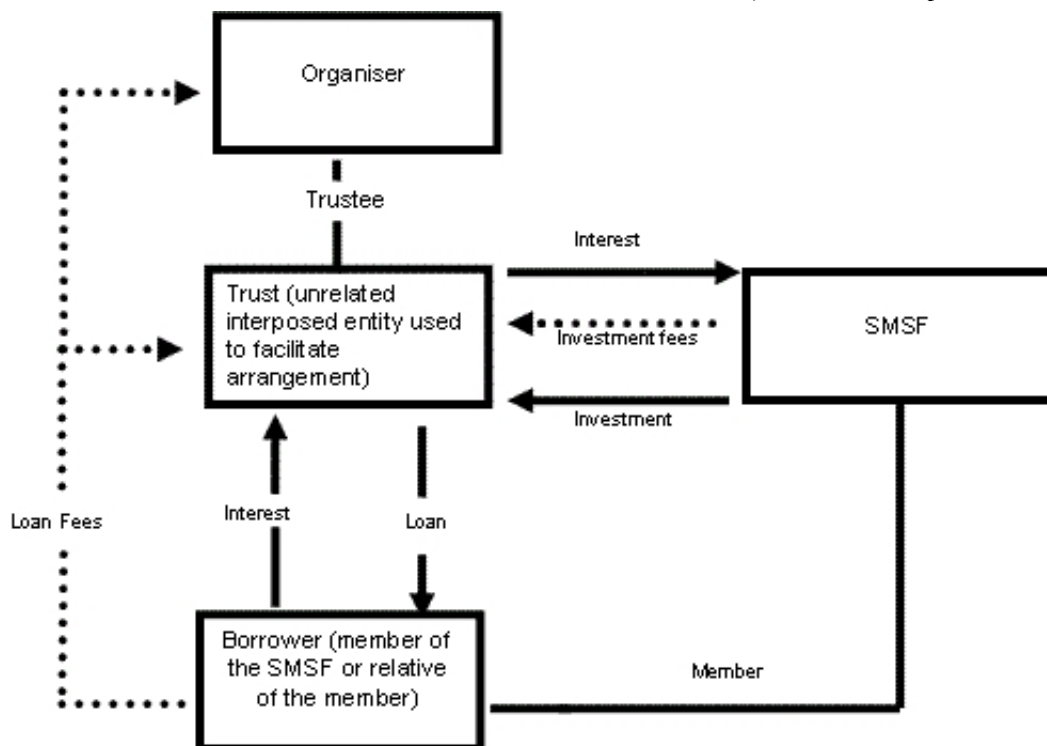 Organiser
Trustee
Interest
Trust (unrelated
interposed entity used
to facilitate
arrangement)
SMSF
Investment fees
Investment
Loan Fees
Interest
Loan
Borrower (member of
the SMSF or relative
of the member)
Member